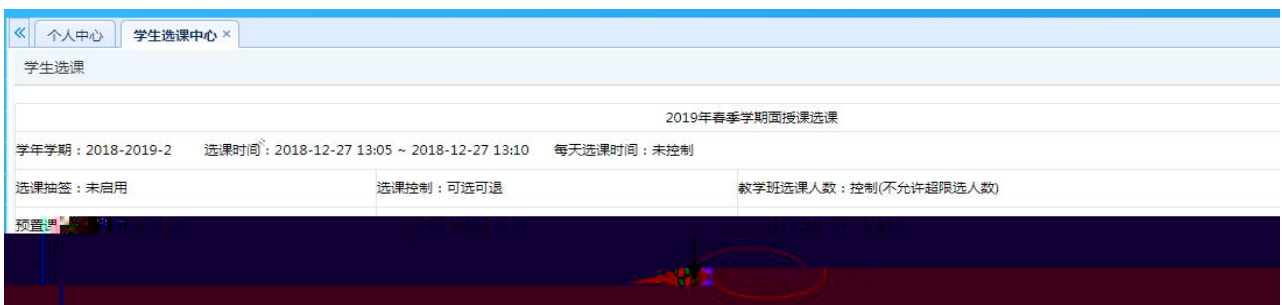 个人中心 学生选课中心 ×
学生选课
2019年春季学期面授课选课
学年学期：2018-2019-2 选课时间：2018-12-27 13:05 ~ 2018-12-27 13:10 每天选课时间：未控制
选课抽签：未启用 选课控制：可选可退 教学班选课人数：控制(不允许超限选人数)
预置课